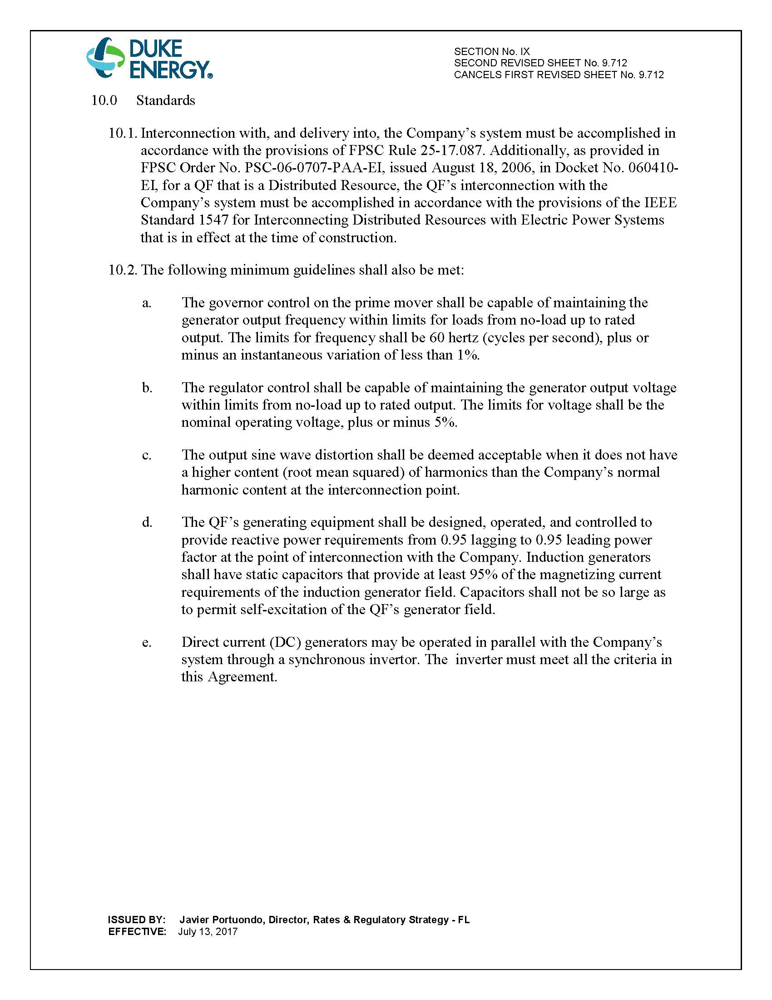 DUKE
ENERGY®
SECTION No. IX
SECOND REVISED SHEET No. 9.712
CANCELS FIRST REVISED SHEET No. 9.712
10.0 Standards
10.1. Interconnection with, and delivery into, the Company’s system must be accomplished in
accordance with the provisions of FPSC Rule 25-17.087. Additionally, as provided in
FPSC Order No. PSC-06-0707-PAA-EI, issued August 18, 2006, in Docket No. 060410-
EI, for a QF that is a Distributed Resource, the QF’s interconnection with the
Company’s system must be accomplished in accordance with the provisions of the IEEE
Standard 1547 for Interconnecting Distributed Resources with Electric Power Systems
that is in effect at the time of construction.
10.2. The following minimum guidelines shall also be met:
a. The governor control on the prime mover shall be capable of maintaining the
generator output frequency within limits for loads from no-load up to rated
output. The limits for frequency shall be 60 hertz (cycles per second), plus or
minus an instantaneous variation of less than 1%.
b. The regulator control shall be capable of maintaining the generator output voltage
within limits from no-load up to rated output. The limits for voltage shall be the
nominal operating voltage, plus or minus 5%.
c. The output sine wave distortion shall be deemed acceptable when it does not have
a higher content (root mean squared) of harmonics than the Company’s normal
harmonic content at the interconnection point.
d. The QF’s generating equipment shall be designed, operated, and controlled to
provide reactive power requirements from 0.95 lagging to 0.95 leading power
factor at the point of interconnection with the Company. Induction generators
shall have static capacitors that provide at least 95% of the magnetizing current
requirements of the induction generator field. Capacitors shall not be so large as
to permit self-excitation of the QF’s generator field.
e. Direct current (DC) generators may be operated in parallel with the Company’s
system through a synchronous invertor. The  inverter must meet all the criteria in
this Agreement.
ISSUED BY: Javier Portuondo, Director, Rates & Regulatory Strategy - FL
EFFECTIVE: July 13, 2017